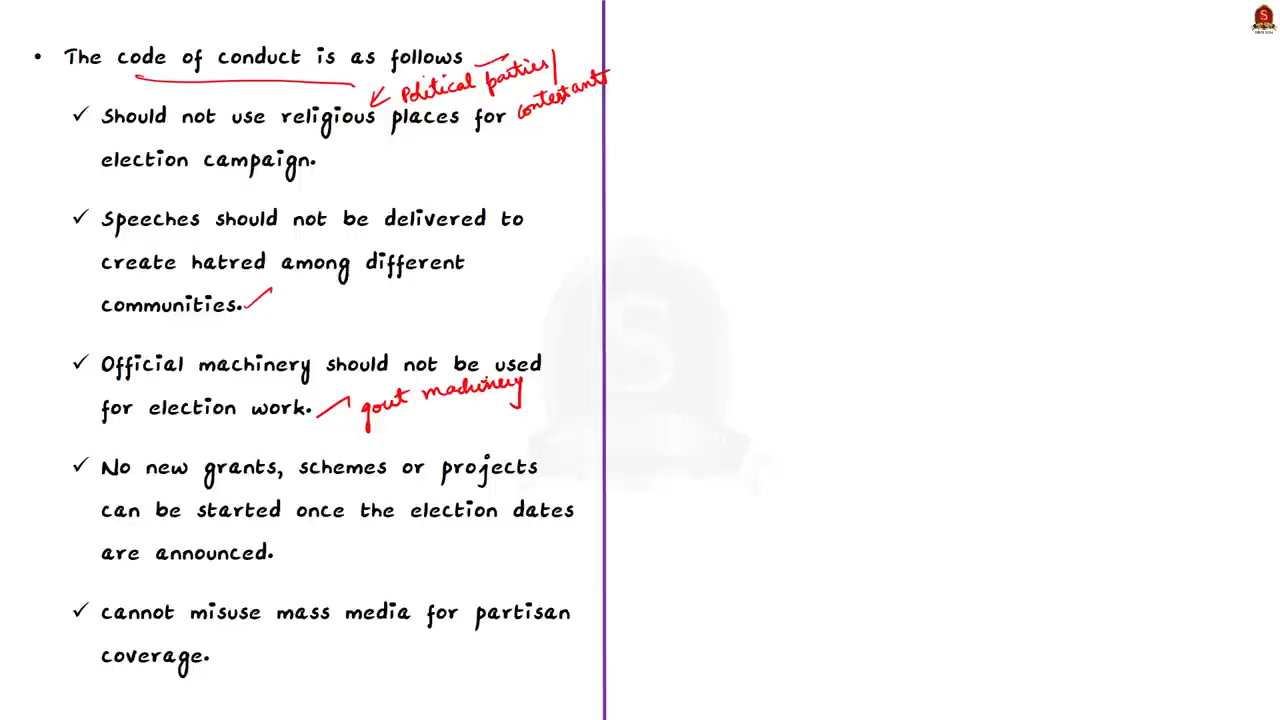 • The code of conduct is as follows
Political parties/
contestants
✓ Should not use religious places for
election campaign.
✓ Speeches should not be delivered to
create hatred among different
communities.
✓ Official machinery should not be used
for election work.
govt machinery
✓ No new grants, schemes or projects
can be started once the election dates
are announced.
✓ cannot misuse mass media for partisan
coverage.
S